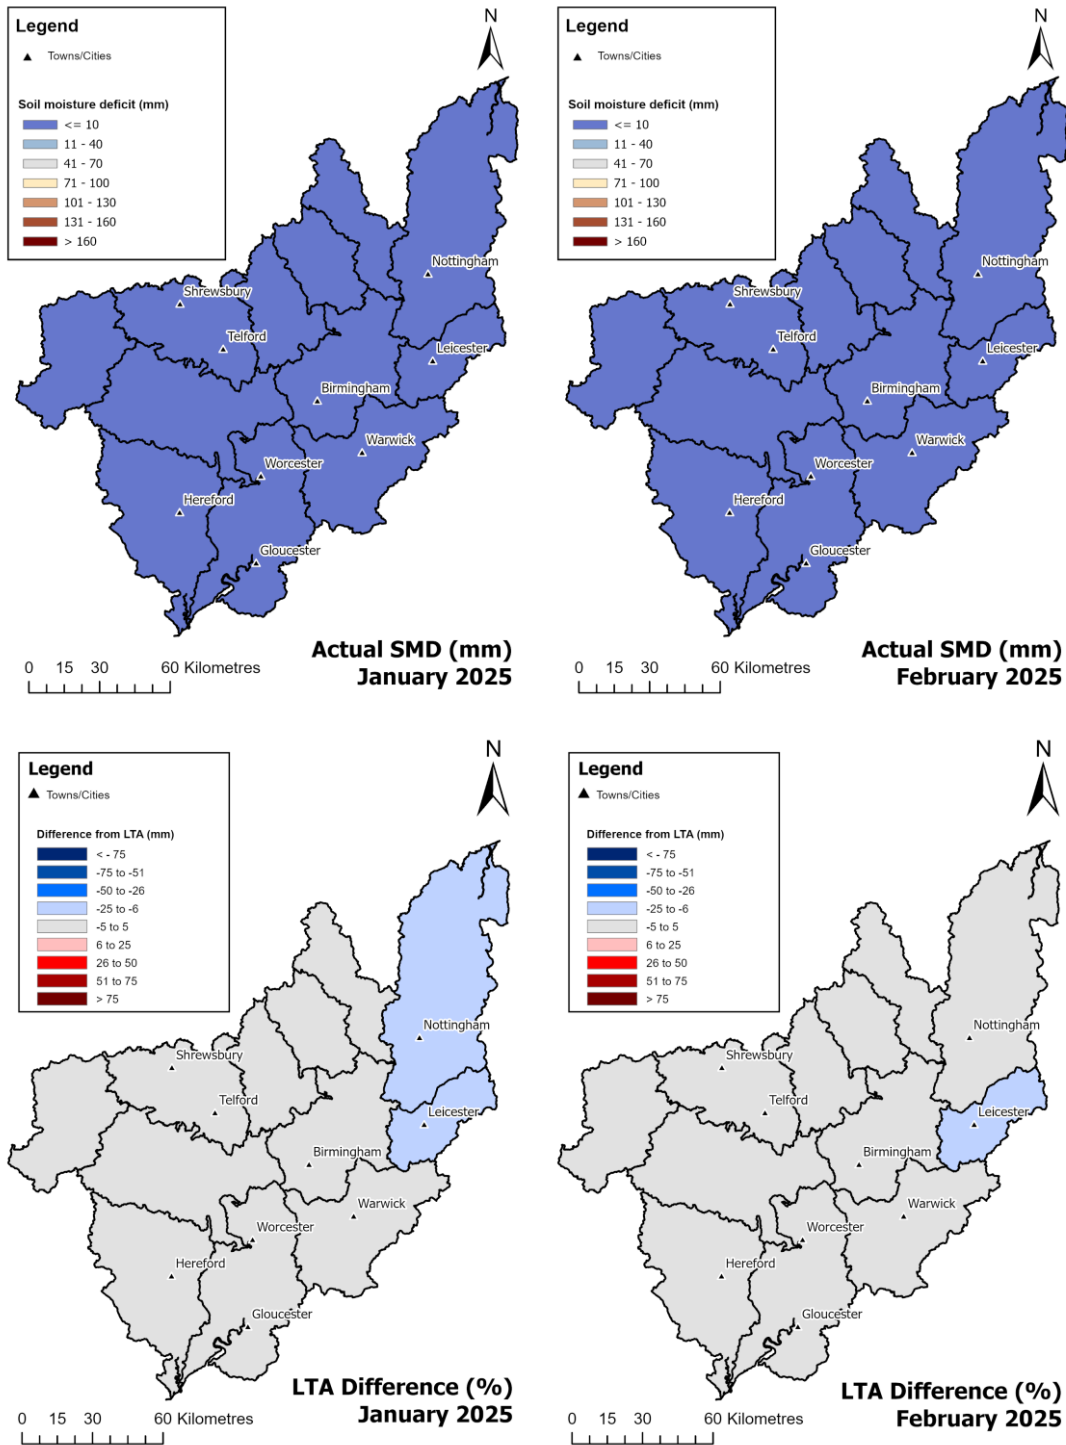 Legend
Towns/Cities
Soil moisture deficit (mm)
<= 10
11 - 40
41 - 70
71 - 100
101 - 130
131 - 160
> 160
N
Nottingham
Shrewsbury
Telford
Leicester
Birmingham
Warwick
Worcester
Hereford
Gloucester
Actual SMD (mm)
January 2025
0 15 30 60 Kilometres
Legend
Towns/Cities
Soil moisture deficit (mm)
<= 10
11 - 40
41 - 70
71 - 100
101 - 130
131 - 160
> 160
N
Nottingham
Shrewsbury
Telford
Leicester
Birmingham
Warwick
Worcester
Hereford
Gloucester
Actual SMD (mm)
February 2025
0 15 30 60 Kilometres
Legend
Towns/Cities
Difference from LTA (mm)
< - 75
-75 to -51
-50 to -26
-25 to -6
-5 to 5
6 to 25
26 to 50
51 to 75
> 75
N
Nottingham
Shrewsbury
Telford
Leicester
Birmingham
Warwick
Worcester
Hereford
Gloucester
LTA Difference (%)
January 2025
0 15 30 60 Kilometres
Legend
Towns/Cities
Difference from LTA (mm)
< - 75
-75 to -51
-50 to -26
-25 to -6
-5 to 5
6 to 25
26 to 50
51 to 75
> 75
N
Nottingham
Shrewsbury
Telford
Leicester
Birmingham
Warwick
Worcester
Hereford
Gloucester
LTA Difference (%)
February 2025
0 15 30 60 Kilometres